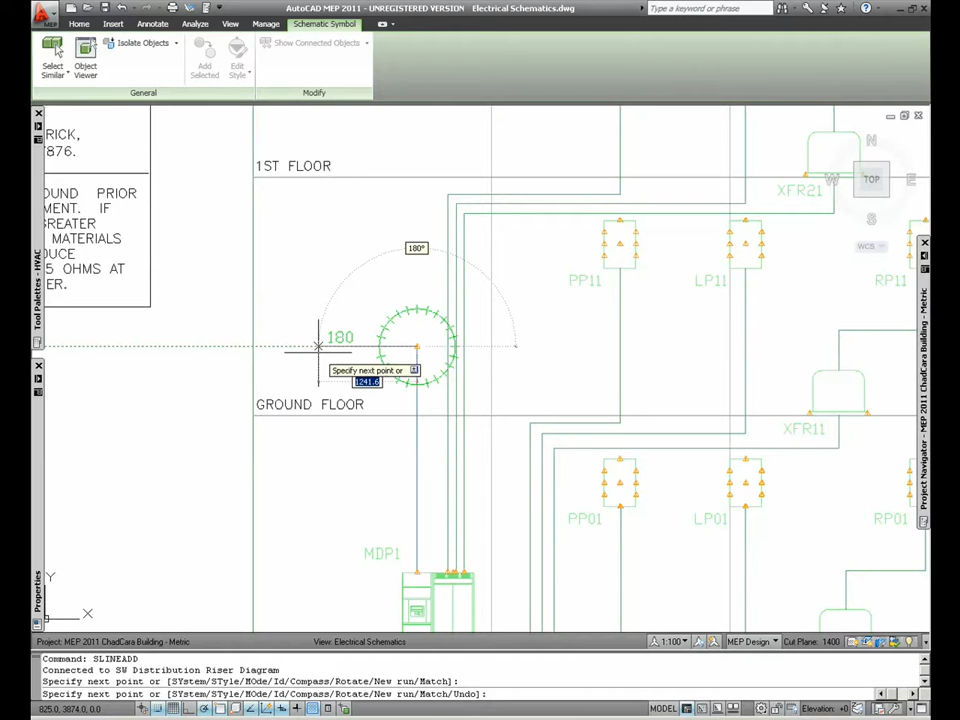 AutoCAD MEP 2011 - UNREGISTERED VERSION Electrical Schematics.dwg
Type a keyword or phrase
MEP
Home Insert Annotate Analyze View Manage Schematic Symbol
Select Similar
Object Viewer
Isolate Objects
Add Selected
Edit Style
Show Connected Objects
General
Modify
RICK,
7876.
OUND PRIOR
MENT. IF
GREATER
MATERIALS
DUCE
5 OHMS AT
ER.
1ST FLOOR
XFR21
N
W
TOP
E
S
WCS
180°
180
PP11
LP11
RP11
Specify next point or
1241.6
GROUND FLOOR
XFR11
PP01
LP01
RP01
MDP1
Y
X
Tool Palettes - HVAC
Properties
Project Navigator - MEP 2011 ChadCara Building - Metric
Project: MEP 2011 ChadCara Building - Metric
View: Electrical Schematics
1:100
MEP Design
Cut Plane: 1400
Command: SLINEADD
Connected to SW Distribution Riser Diagram
Specify next point or [SYstem/STyle/MOde/Id/Compass/Rotate/New run/Match]:
Specify next point or [SYstem/STyle/MOde/Id/Compass/Rotate/New run/Match/Undo]:
825.0, 3874.0, 0.0
MODEL
Elevation: +0